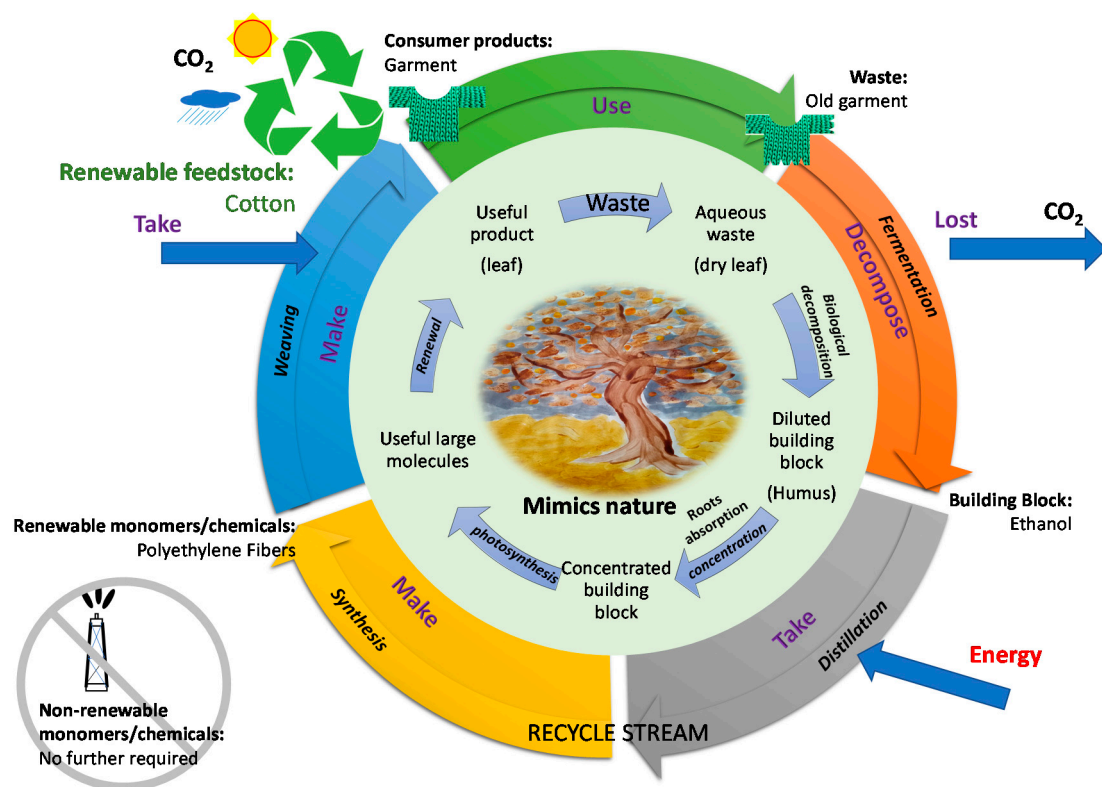 Consumer products:
Garment
CO2
Waste:
Old garment
Use
Renewable feedstock:
Cotton
Take
Weaving
Make
Decompose
Fermentation
Lost
CO2
Useful
product
(leaf)
Waste
Aqueous
waste
(dry leaf)
Biological
decomposition
Diluted
building
block
(Humus)
Roots
absorption
concentration
Concentrated
building
block
photosynthesis
Useful large
molecules
Renewal
Mimics nature
Building Block:
Ethanol
Take
Distillation
Energy
RECYCLE STREAM
Make
Synthesis
Renewable monomers/chemicals:
Polyethylene Fibers
Non-renewable
monomers/chemicals:
No further required